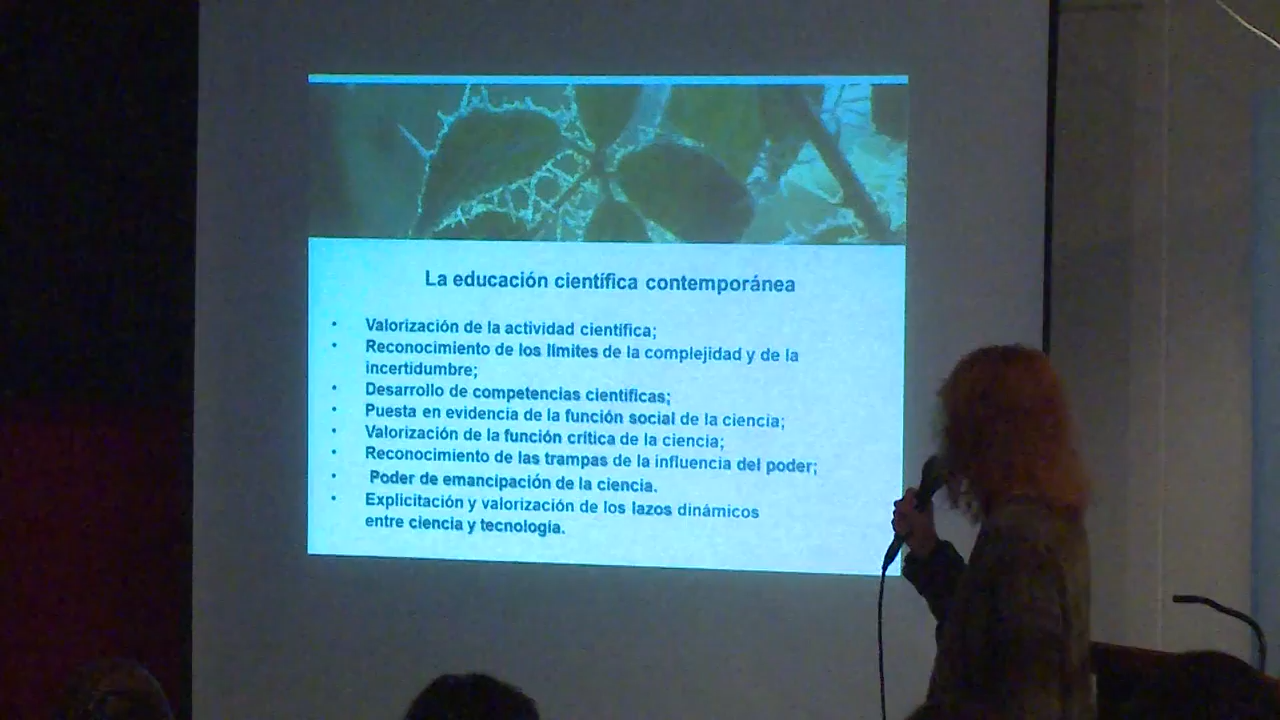 La educación científica contemporánea
• Valorización de la actividad científica;
• Reconocimiento de los límites de la complejidad y de la
incertidumbre;
• Desarrollo de competencias científicas;
• Puesta en evidencia de la función social de la ciencia;
• Valorización de la función crítica de la ciencia;
• Reconocimiento de las trampas de la influencia del poder;
• Poder de emancipación de la ciencia.
• Explicitación y valorización de los lazos dinámicos
entre ciencia y tecnología.